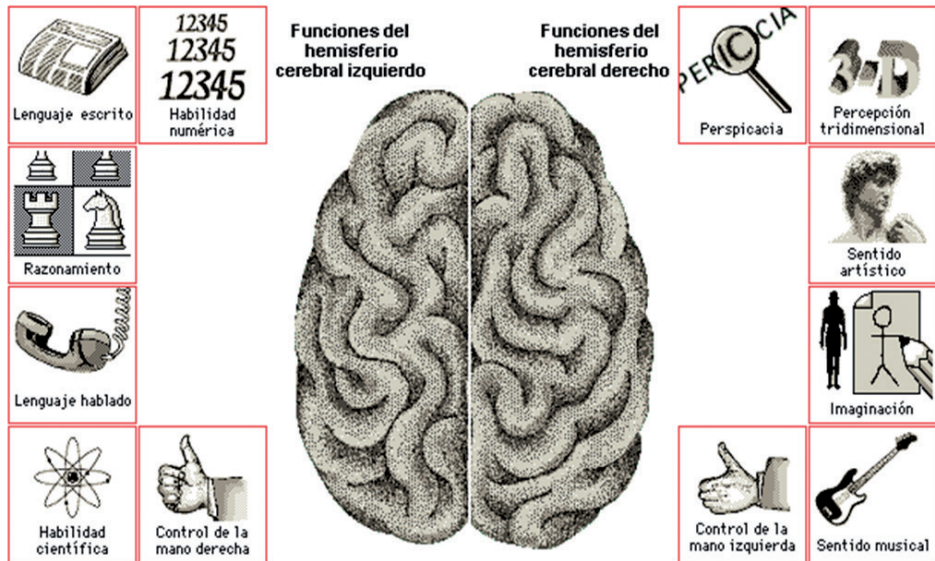 Funciones del
hemisferio
cerebral izquierdo
Funciones del
hemisferio
cerebral derecho
12345
12345
12345
Lenguaje escrito
Habilidad
numérica
Razonamiento
Lenguaje hablado
Habilidad
científica
Control de la
mano derecha
PERICICCIA
Perspicacia
3-D
Percepción
tridimensional
Sentido
artístico
Imaginación
Control de la
mano izquierda
Sentido musical